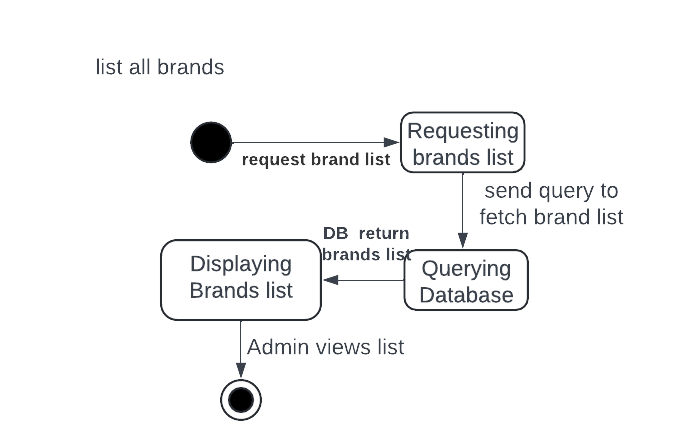 list all brands
Requesting
brands list
request brand list
send query to
fetch brand list
DB return
brands list
Querying
Database
Displaying
Brands list
Admin views list